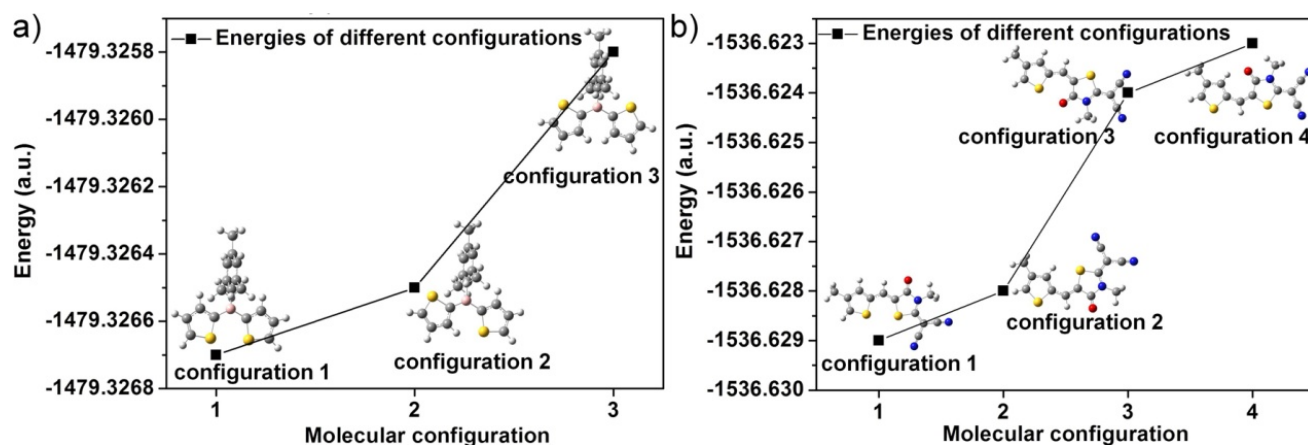 a)
Energies of different configurations
-1479.3258
-1479.3260
-1479.3262
-1479.3264
-1479.3266
-1479.3268
Energy (a.u.)
configuration 3
configuration 2
configuration 1
1 2 3
Molecular configuration
b)
Energies of different configurations
-1536.623
-1536.624
-1536.625
-1536.626
-1536.627
-1536.628
-1536.629
-1536.630
Energy (a.u.)
configuration 3
configuration 4
configuration 2
configuration 1
1 2 3 4
Molecular configuration